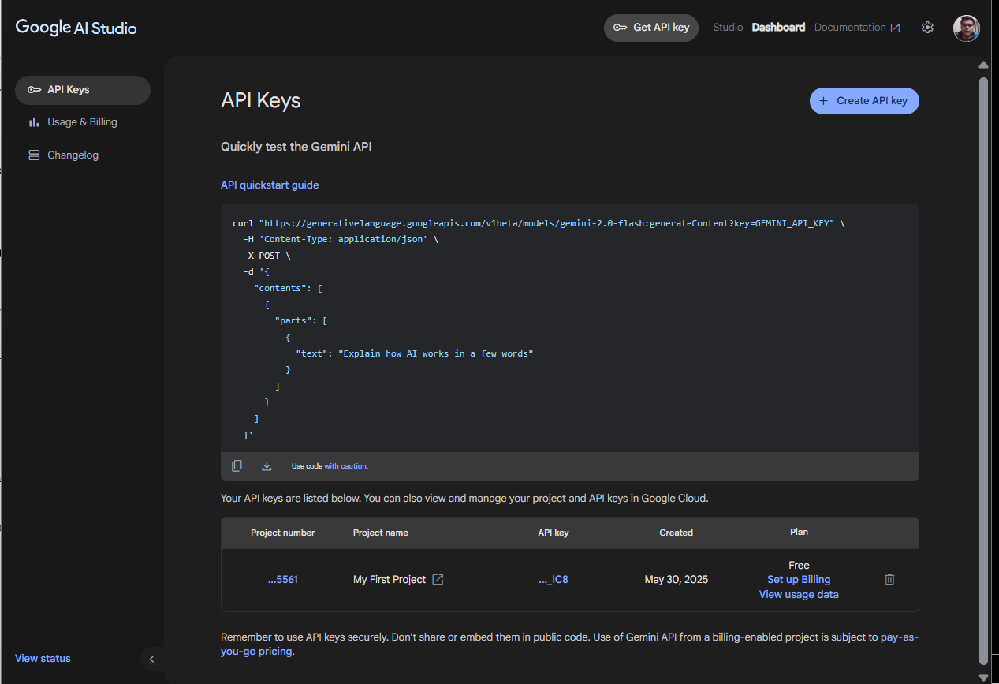 Google AI Studio
Get API key
Studio
Dashboard
Documentation
API Keys
Usage & Billing
Changelog
API Keys
Create API key
Quickly test the Gemini API
API quickstart guide
curl "https://generativelanguage.googleapis.com/v1beta/models/gemini-2.0-flash:generateContent?key=GEMINI_API_KEY" \
-H 'Content-Type: application/json' \
-X POST \
-d '{
"contents": [
{
"parts": [
{
"text": "Explain how AI works in a few words"
}
]
}
]
}'
Use code with caution.
Your API keys are listed below. You can also view and manage your project and API keys in Google Cloud.
Project number Project name API key Created Plan
...5561 My First Project ..._lC8 May 30, 2025 Free
Set up Billing
View usage data
Remember to use API keys securely. Don't share or embed them in public code. Use of Gemini API from a billing-enabled project is subject to pay-as-
you-go pricing.
View status